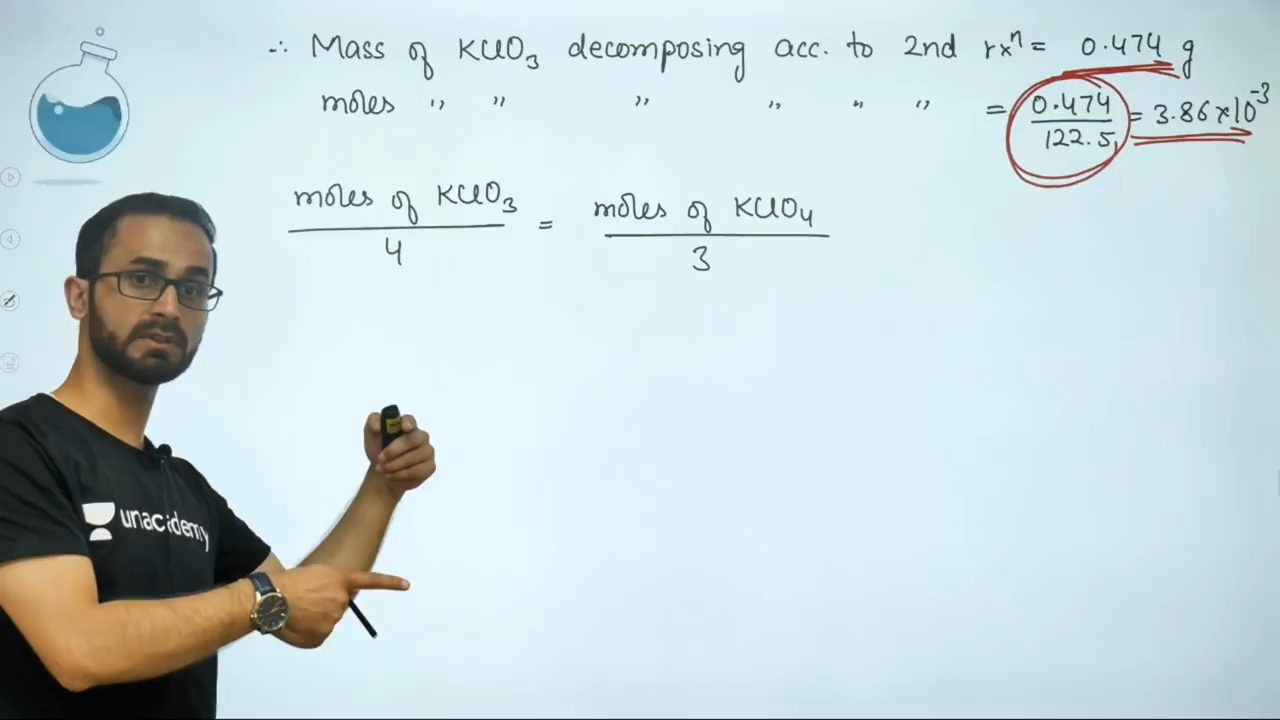 ∴ Mass of KClO₃ decomposing acc. to 2nd rxⁿ = 0.474 g
moles " " " " " " = 0.474/122.5 = 3.86×10⁻³
moles of KClO₃/4 = moles of KClO₄/3
unacademy